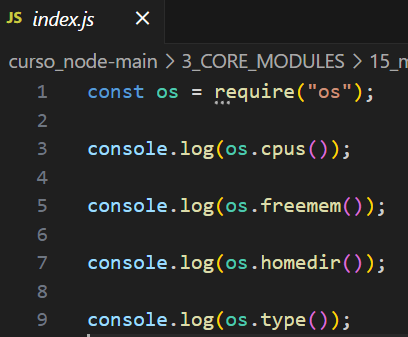 JS index.js ×
curso_node-main > 3_CORE_MODULES > 15_
1 const os = require("os");
2
3 console.log(os.cpus());
4
5 console.log(os.freemem());
6
7 console.log(os.homedir());
8
9 console.log(os.type());